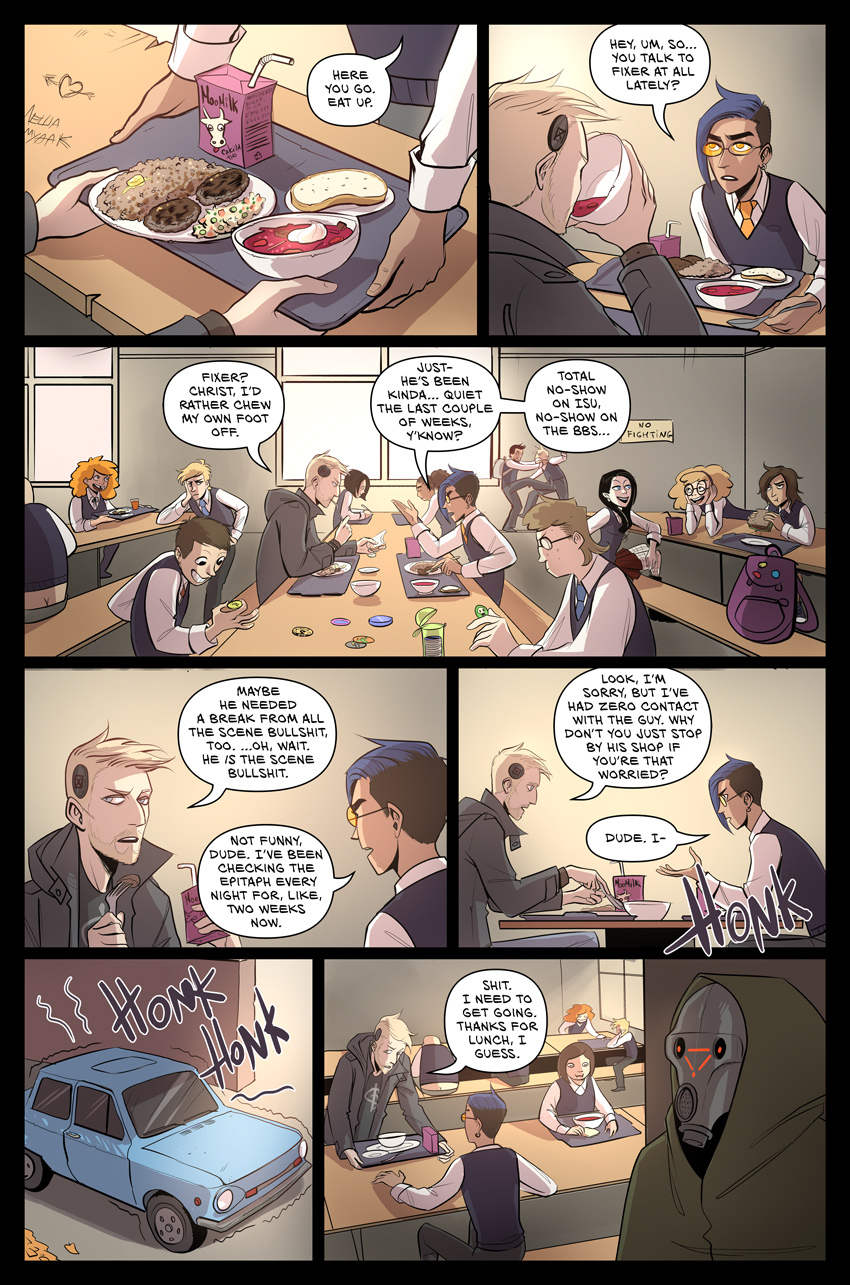 HERE
YOU GO.
EAT UP.
MooMilk
HEY, UM, SO...
YOU TALK TO
FIXER AT ALL
LATELY?
FIXER?
CHRIST, I'D
RATHER CHEW
MY OWN FOOT
OFF.
JUST-
HE'S BEEN
KINDA... QUIET
THE LAST COUPLE
OF WEEKS,
Y'KNOW?
TOTAL
NO-SHOW
ON ISU,
NO-SHOW ON
THE BBS...
NO
FIGHTING
MAYBE
HE NEEDED
A BREAK FROM ALL
THE SCENE BULLSHIT,
TOO. ...OH, WAIT.
HE IS THE SCENE
BULLSHIT.
NOT FUNNY,
DUDE. I'VE BEEN
CHECKING THE
EPITAPH EVERY
NIGHT FOR, LIKE,
TWO WEEKS
NOW.
LOOK, I'M
SORRY, BUT I'VE
HAD ZERO CONTACT
WITH THE GUY. WHY
DON'T YOU JUST STOP
BY HIS SHOP IF
YOU'RE THAT
WORRIED?
DUDE. I-
MooMILK
HONK
HONK
HONK
SHIT.
I NEED TO
GET GOING.
THANKS FOR
LUNCH, I
GUESS.